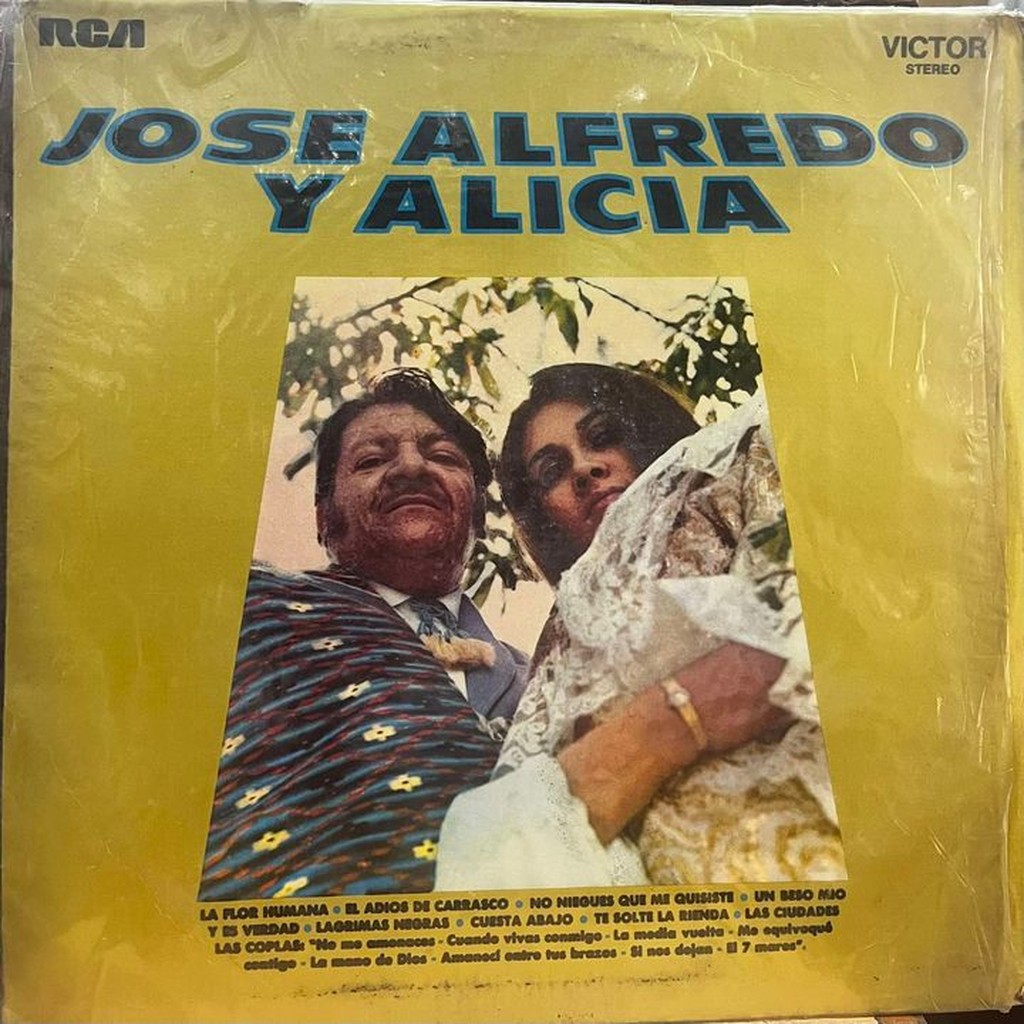 RCA
VICTOR
STEREO
JOSE ALFREDO
Y ALICIA
LA FLOR HUMANA • EL ADIOS DE CARRASCO • NO NIEGUES QUE ME QUISISTE • UN BESO MIO
Y ES VERDAD • LAGRIMAS NEGRAS • CUESTA ABAJO • TE SOLTE LA RIENDA • LAS CIUDADES
LAS COPLAS: "No me amenaces - Cuando vivas conmigo - La media vuelta - Me equivoqué
contigo - La mano de Dios - Amanecí entre tus brazos - Si nos dejan - El 7 mares".